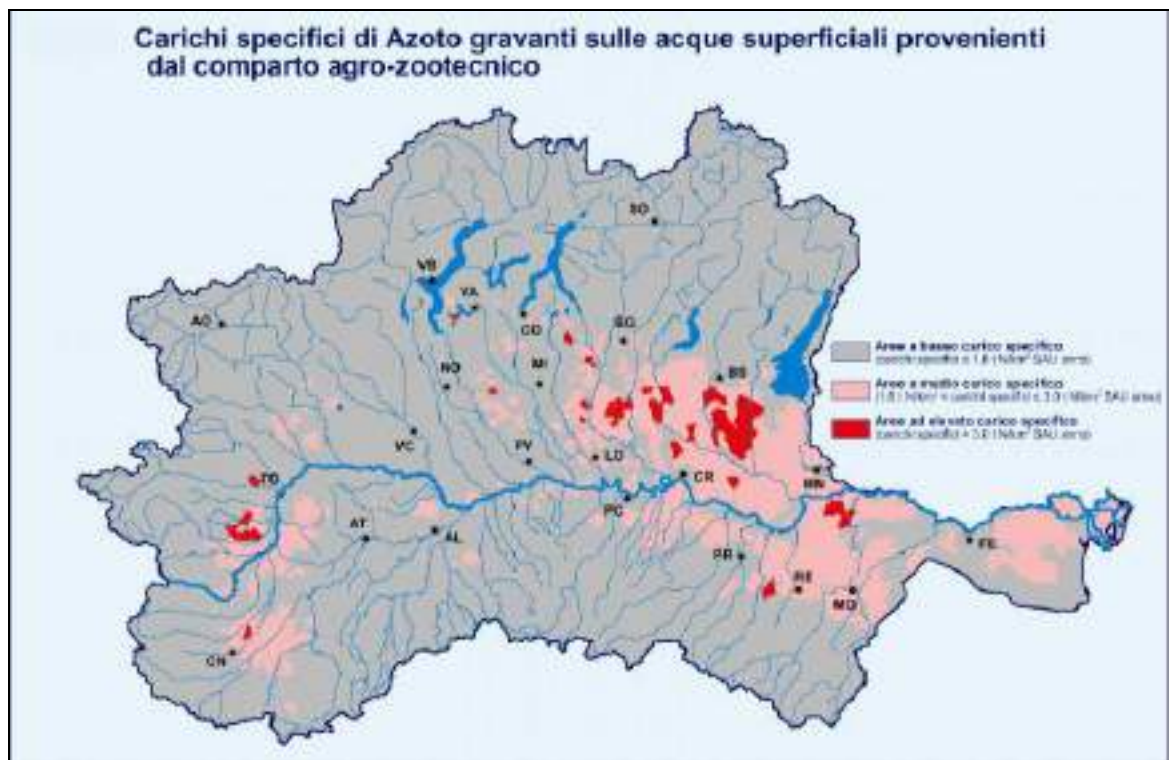 Carichi specifici di Azoto gravanti sulle acque superficiali provenienti
dal comparto agro-zootecnico
SO
VB
VA
AO
CO
BG
NO
MI
BS
Aree a basso carico specifico
Aree a medio carico specifico
Aree ad elevato carico specifico
VC
PV
LO
TO
CR
MN
PC
AT
AL
FE
PR
RE
MO
CN